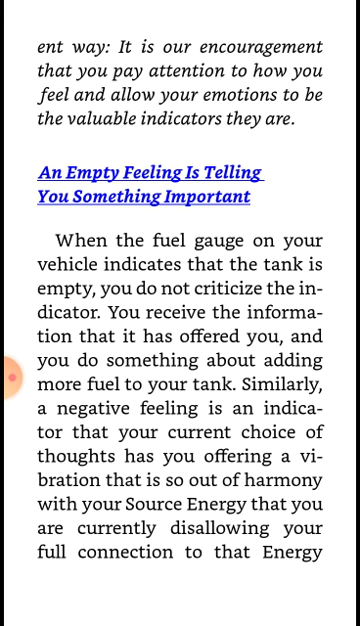 ent way: It is our encouragement
that you pay attention to how you
feel and allow your emotions to be
the valuable indicators they are.
An Empty Feeling Is Telling
You Something Important
When the fuel gauge on your
vehicle indicates that the tank is
empty, you do not criticize the in-
dicator. You receive the informa-
tion that it has offered you, and
you do something about adding
more fuel to your tank. Similarly,
a negative feeling is an indica-
tor that your current choice of
thoughts has you offering a vi-
bration that is so out of harmony
with your Source Energy that you
are currently disallowing your
full connection to that Energy